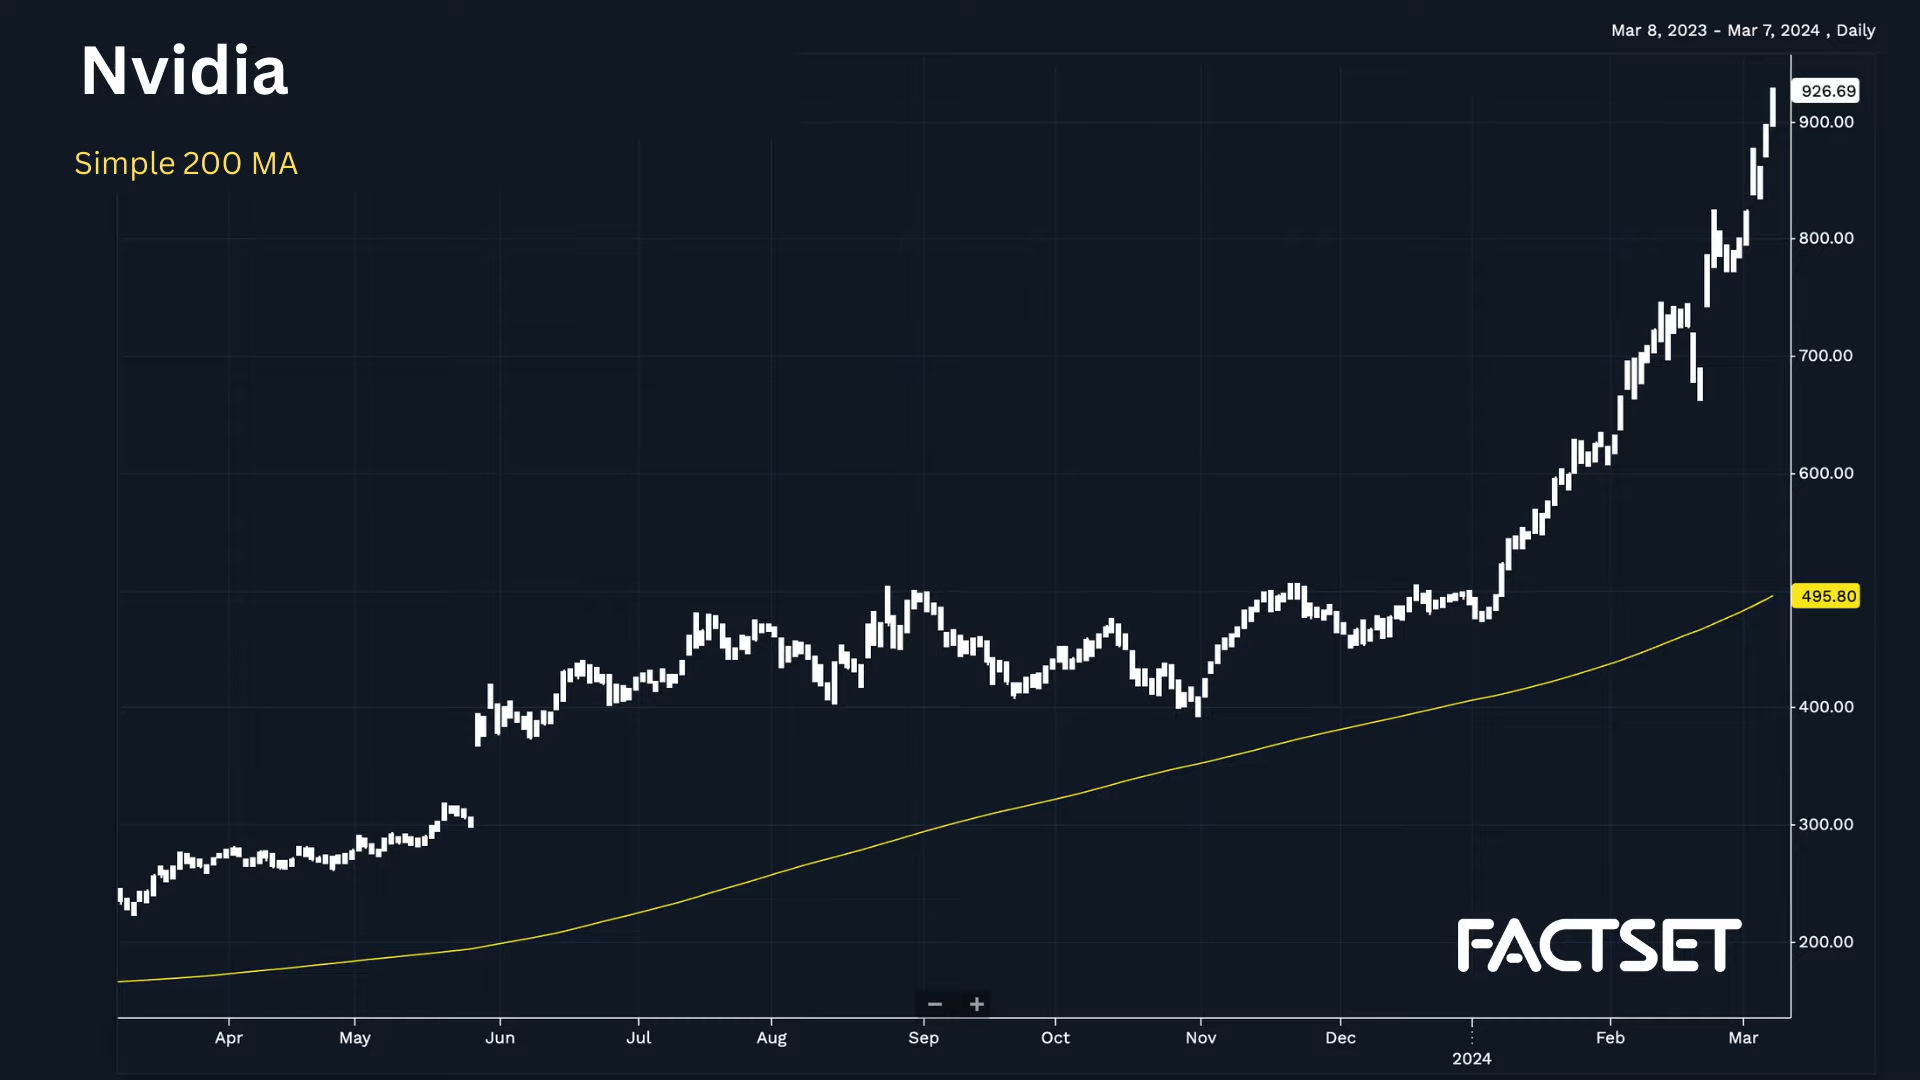 Mar 8, 2023 - Mar 7, 2024 , Daily
Nvidia
Simple 200 MA
926.69
900.00
800.00
700.00
600.00
495.80
400.00
300.00
200.00
FACTSET
− +
Apr May Jun Jul Aug Sep Oct Nov Dec Feb Mar
2024